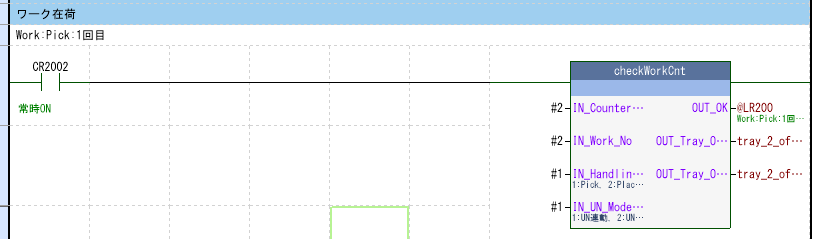 ワーク在荷
Work:Pick:1回目
CR2002
常時ON
checkWorkCnt
#2 IN_Counter… OUT_OK @LR200
Work:Pick:1回…
#2 IN_Work_No OUT_Tray_O… tray_2_of…
#1 IN_Handlin… OUT_Tray_O… tray_2_of…
1:Pick, 2:Plac…
#1 IN_UN_Mode…
1:UN連動, 2:UN…